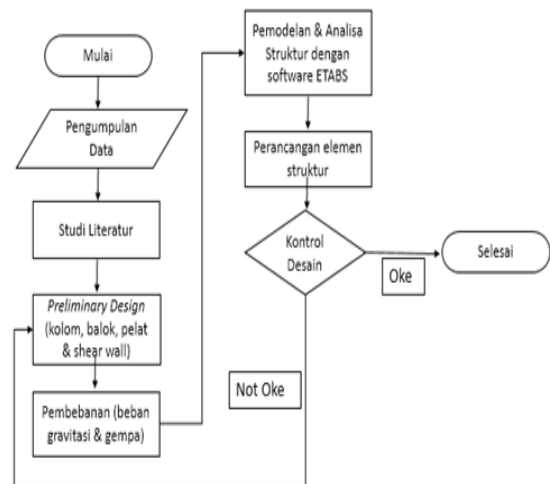 Mulai
Pengumpulan
Data
Studi Literatur
Preliminary Design
(kolom, balok, pelat
& shear wall)
Pembebanan (beban
gravitasi & gempa)
Pemodelan & Analisa
Struktur dengan
software ETABS
Perancangan elemen
struktur
Kontrol
Desain
Oke
Selesai
Not Oke